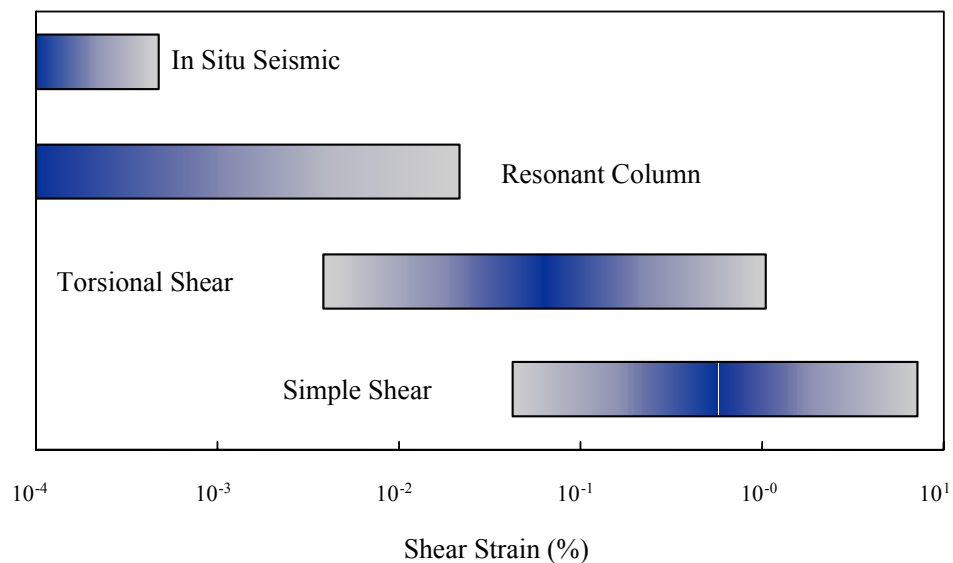 In Situ Seismic
Resonant Column
Torsional Shear
Simple Shear
10⁻⁴ 10⁻³ 10⁻² 10⁻¹ 10⁻⁰ 10¹
Shear Strain (%)